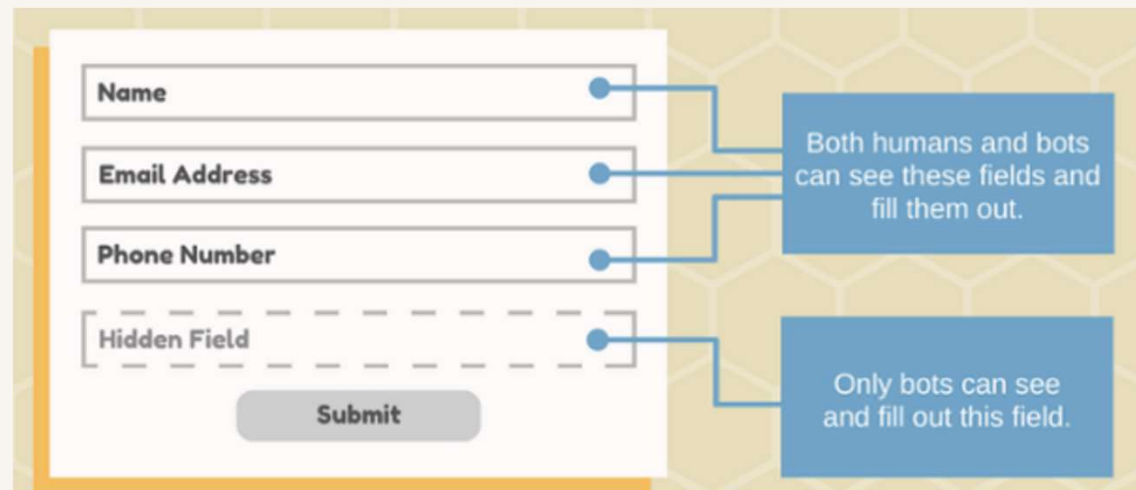 Name
Email Address
Phone Number
Hidden Field
Submit
Both humans and bots
can see these fields and
fill them out.
Only bots can see
and fill out this field.